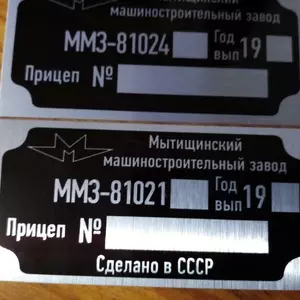 Мытищинский
машиностроительный завод
ММЗ-81024 Год вып 19
Прицеп №
Мытищинский
машиностроительный завод
ММЗ-81021 Год вып 19
Прицеп №
Сделано в СССР